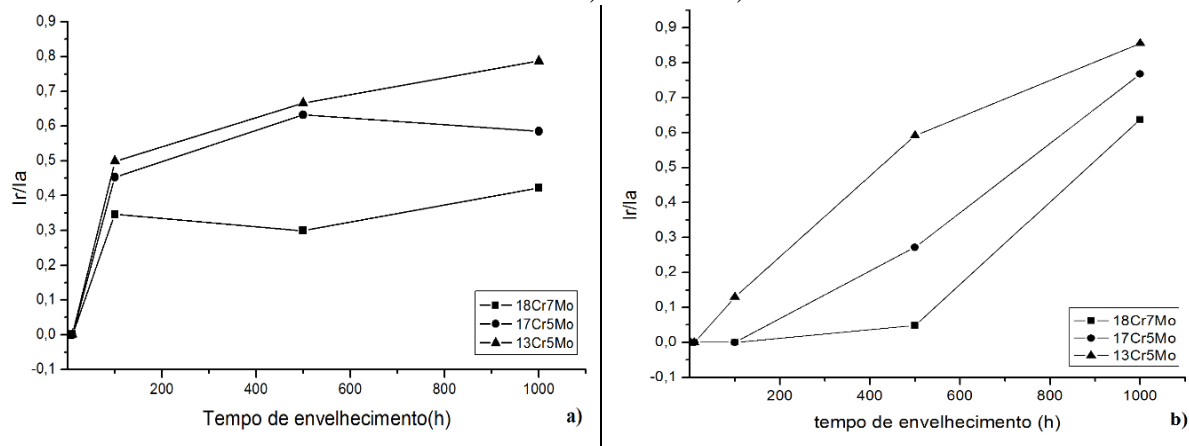 0,9
0,8
0,7
0,6
0,5
0,4
0,3
0,2
0,1
0,0
-0,1
Ir/Ia
200 400 600 800 1000
Tempo de envelhecimento(h)
18Cr7Mo
17Cr5Mo
13Cr5Mo
a)
0,9
0,8
0,7
0,6
0,5
0,4
0,3
0,2
0,1
0,0
-0,1
Ir/Ia
200 400 600 800 1000
tempo de envelhecimento (h)
18Cr7Mo
17Cr5Mo
13Cr5Mo
b)